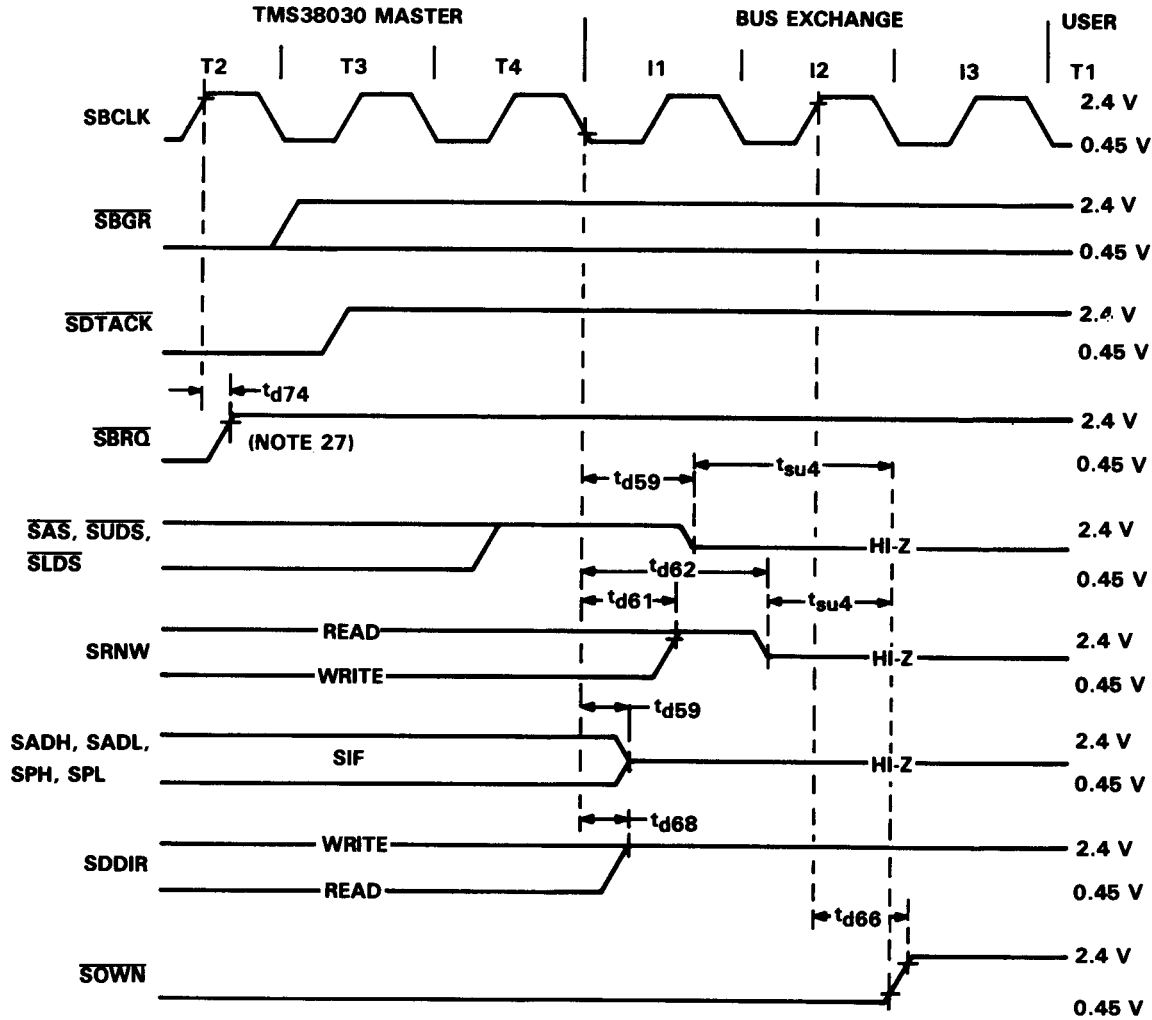 TMS38030 MASTER BUS EXCHANGE USER
T2 T3 T4 I1 I2 I3 T1
SBCLK 2.4 V
0.45 V
SBGR 2.4 V
0.45 V
SDTACK 2.4 V
0.45 V
td74
SBRQ (NOTE 27) 2.4 V
0.45 V
td59 tsu4
SAS, SUDS, 2.4 V
SLDS HI-Z 0.45 V
td62
td61 tsu4
SRNW READ 2.4 V
WRITE HI-Z 0.45 V
td59
SADH, SADL, SIF 2.4 V
SPH, SPL HI-Z 0.45 V
td68
SDDIR WRITE 2.4 V
READ 0.45 V
td66
SOWN 2.4 V
0.45 V